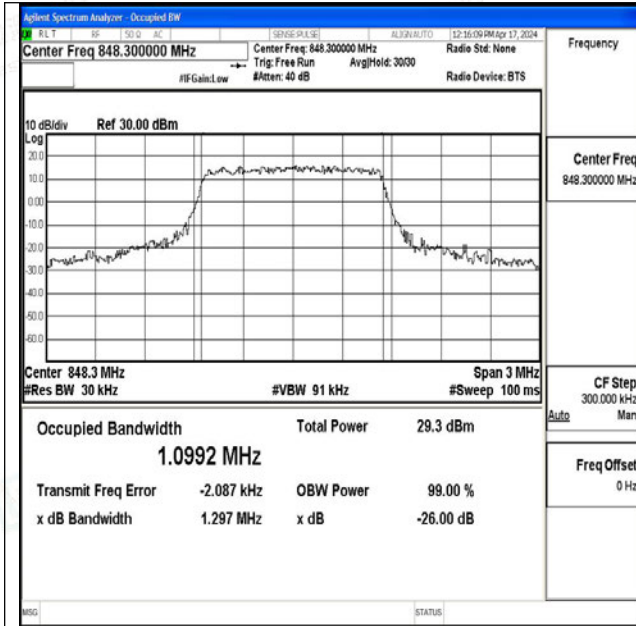 Agilent Spectrum Analyzer - Occupied BW
RLT RF 50 Ω AC SENSE:PULSE ALIGNAUTO 12:16:09 PM Apr 17, 2024
Center Freq 848.300000 MHz
Center Freq: 848.300000 MHz
Radio Std: None
Trig: Free Run Avg|Hold: 30/30
#IFGain:Low
#Atten: 40 dB
Radio Device: BTS
10 dB/div Ref 30.00 dBm
Log
20.0
10.0
0.00
-10.0
-20.0
-30.0
-40.0
-50.0
-60.0
Center 848.3 MHz
Span 3 MHz
#Res BW 30 kHz
#VBW 91 kHz
#Sweep 100 ms
Occupied Bandwidth
Total Power 29.3 dBm
1.0992 MHz
Transmit Freq Error -2.087 kHz
OBW Power 99.00 %
x dB Bandwidth 1.297 MHz
x dB -26.00 dB
MSG
STATUS
Frequency
Center Freq
848.300000 MHz
CF Step
300.000 kHz
Auto Man
Freq Offset
0 Hz